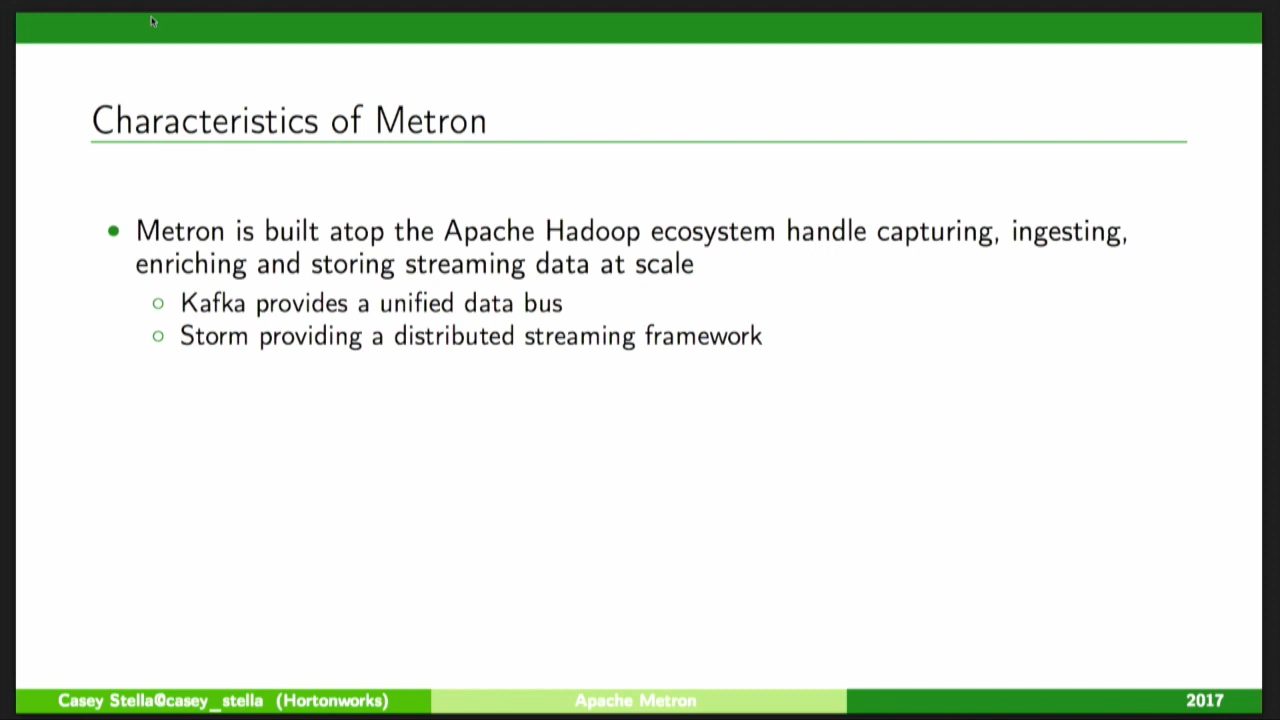 Characteristics of Metron
• Metron is built atop the Apache Hadoop ecosystem handle capturing, ingesting,
enriching and storing streaming data at scale
○ Kafka provides a unified data bus
○ Storm providing a distributed streaming framework
Casey Stella@casey_stella (Hortonworks) Apache Metron 2017